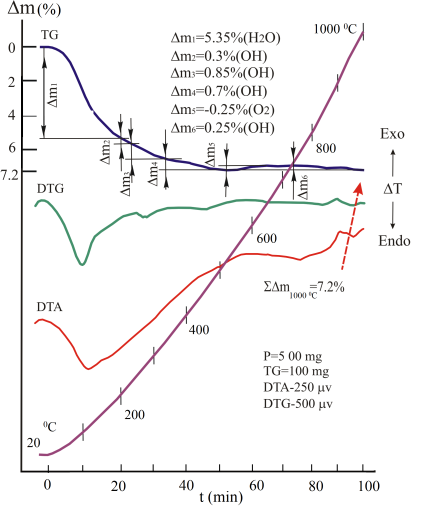 Δm(%)
TG
1000 ⁰C
Δm₁=5.35%(H2O)
Δm₂=0.3%(OH)
Δm₃=0.85%(OH)
Δm₄=0.7%(OH)
Δm₅=-0.25%(O₂)
Δm₆=0.25%(OH)
0
2
4
6
7.2
Δm₁
Δm₂
Δm₃
Δm₄
Δm₅
Δm₆
800
Exo
ΔT
Endo
DTG
600
ΣΔm₁₀₀₀ ⁰C=7.2%
DTA
400
P=5 00 mg
TG=100 mg
DTA-250 μv
DTG-500 μv
200
⁰C
20
0
20
40
60
80
100
t (min)